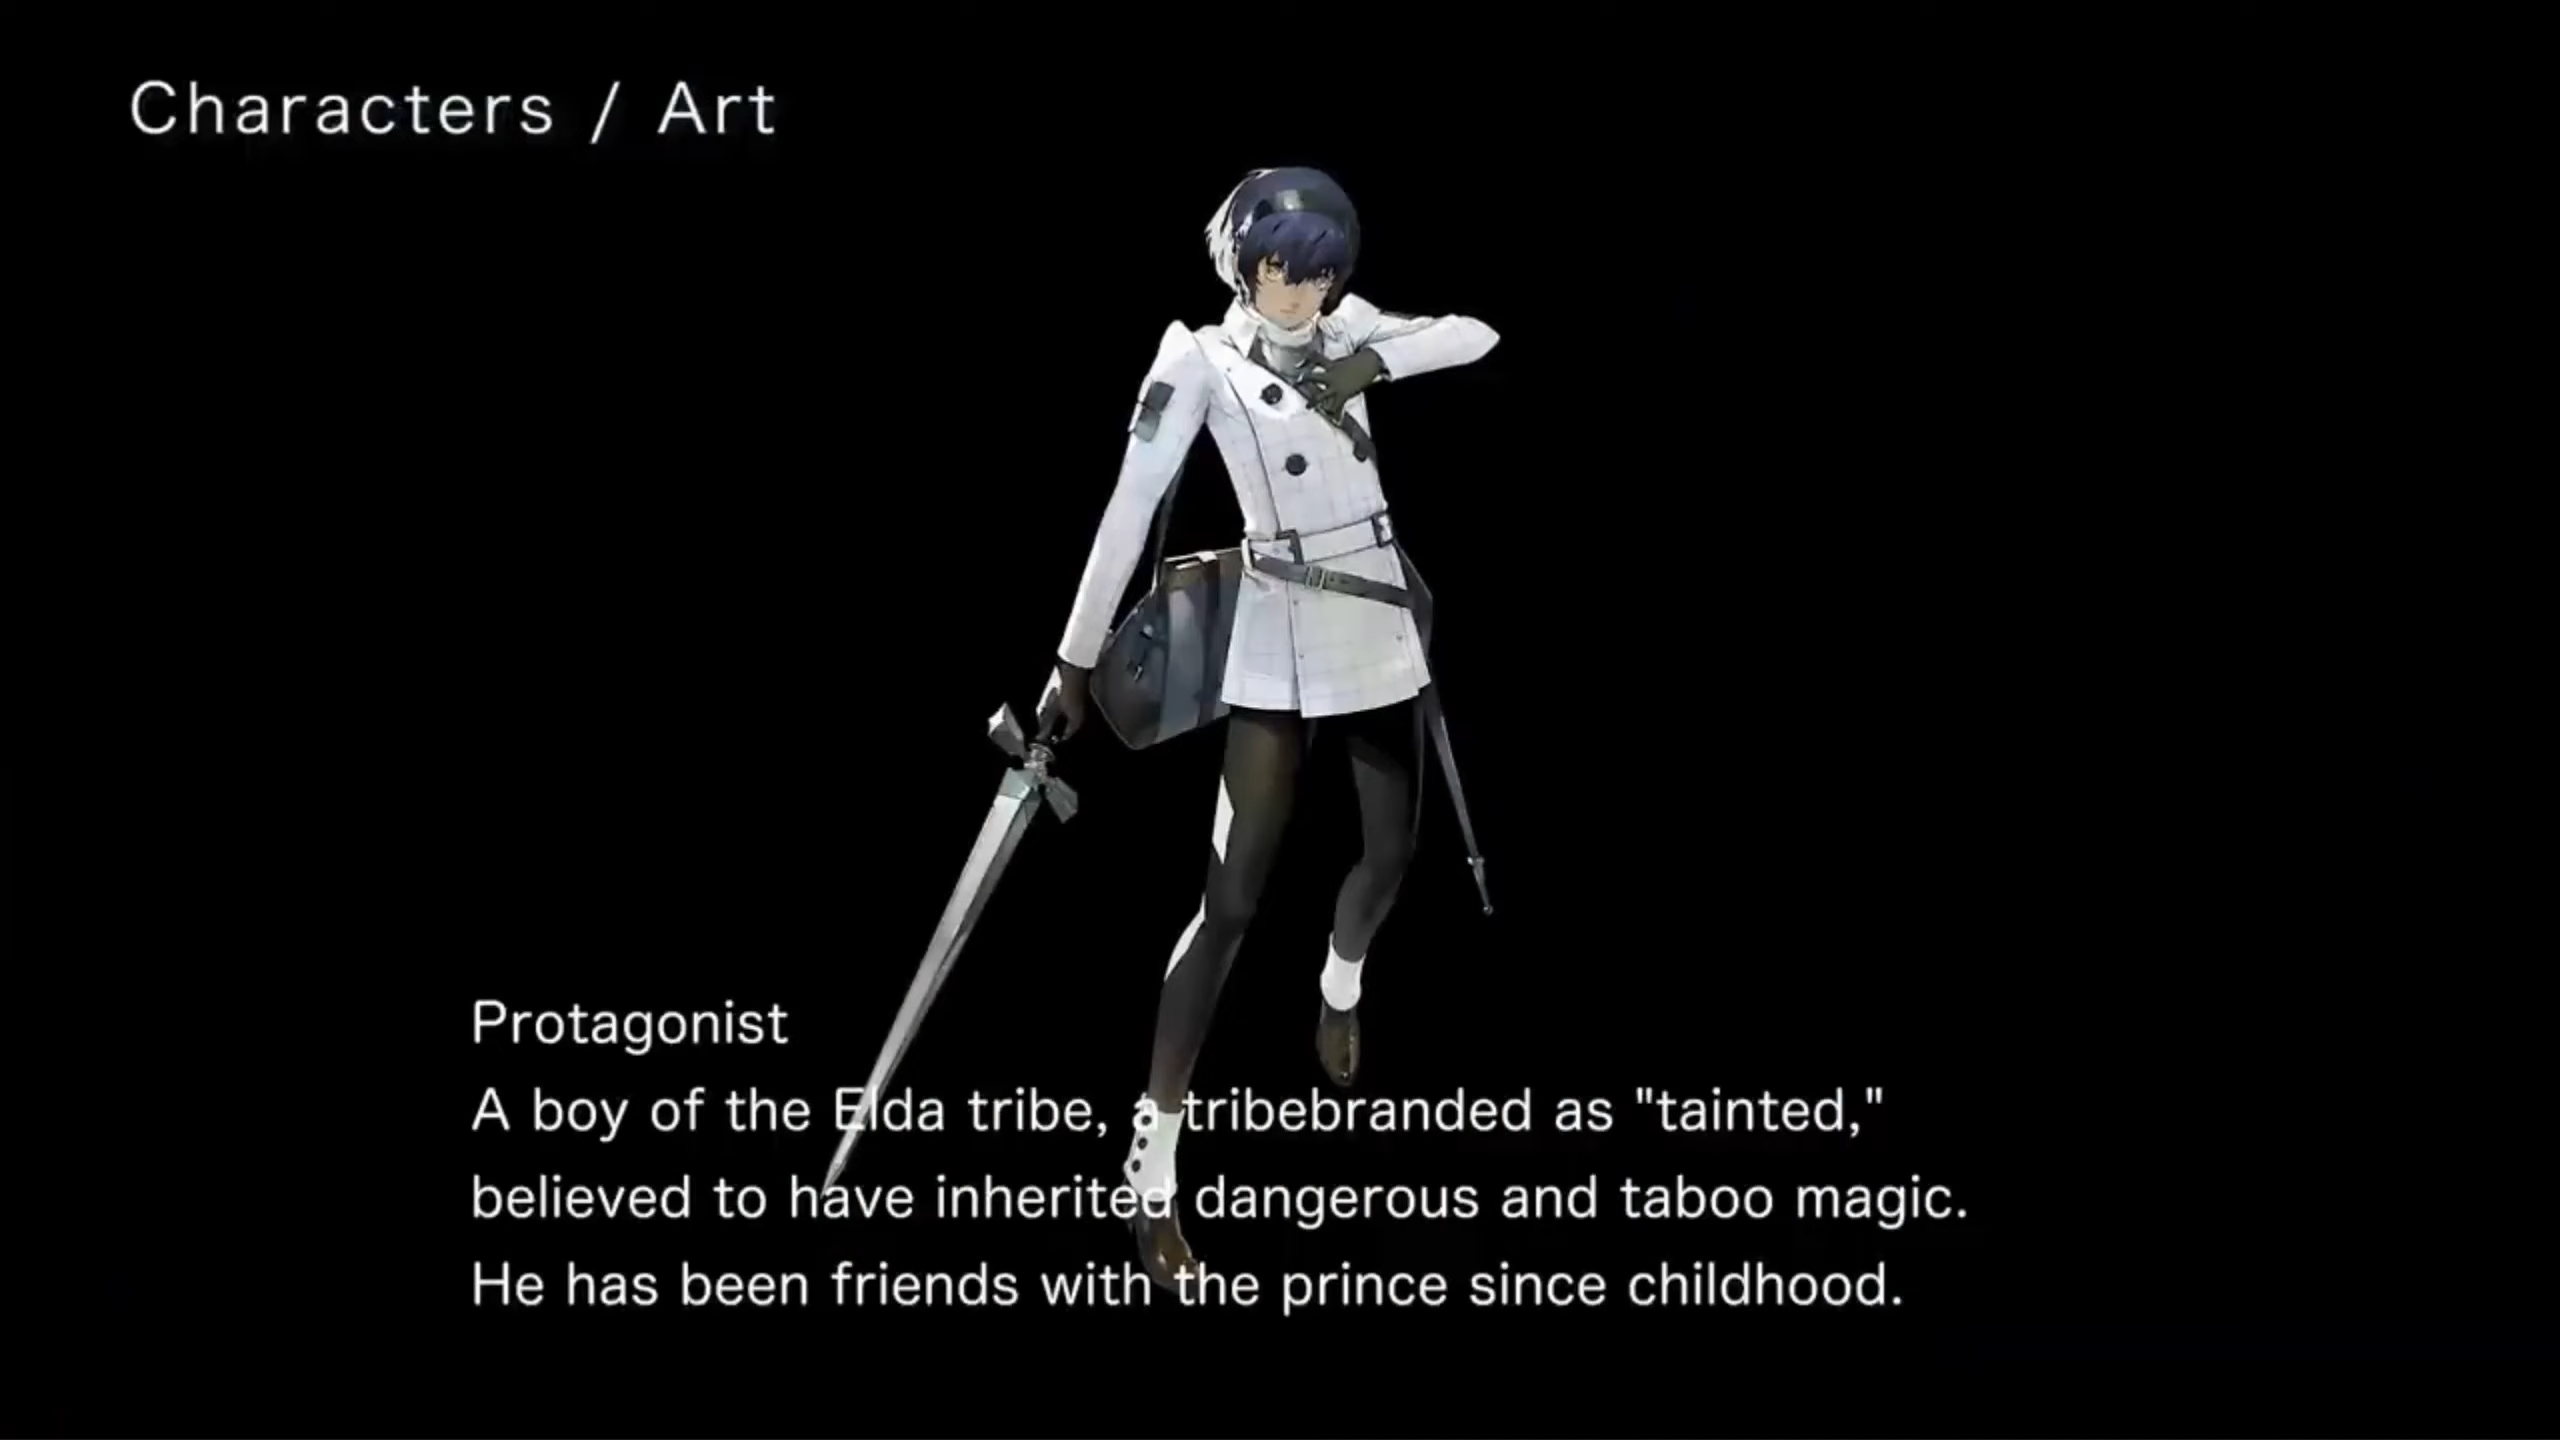 Characters / Art
Protagonist
A boy of the Elda tribe, a tribebranded as "tainted,"
believed to have inherited dangerous and taboo magic.
He has been friends with the prince since childhood.